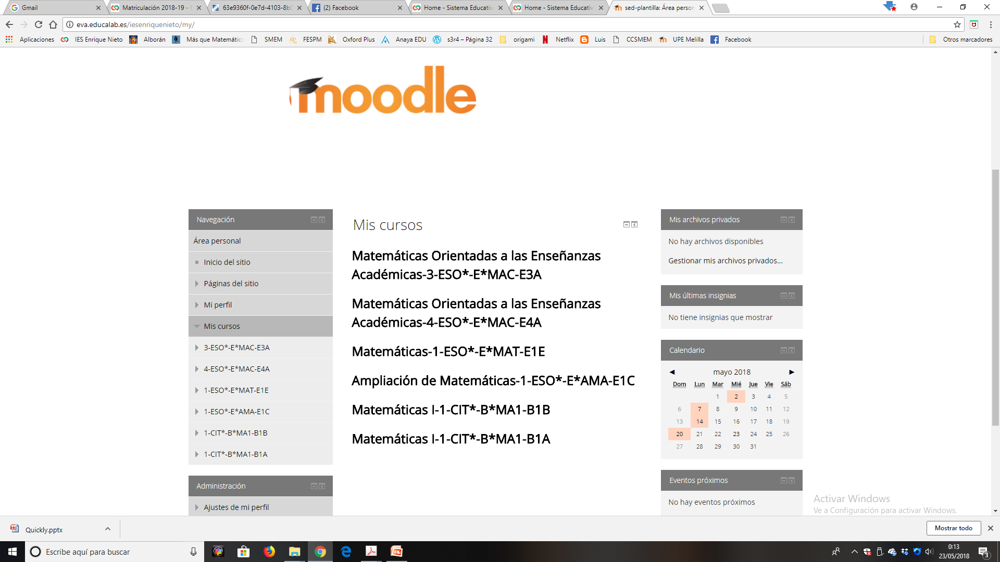 Gmail
Matriculación 2018-19 -
63e9360f-0e7d-4103-8b
(2) Facebook
Home - Sistema Educativ
Home - Sistema Educativ
sed-plantilla: Área person
eva.educalab.es/iesenriquenieto/my/
Aplicaciones
IES Enrique Nieto
Alborán
Más que Matemátic
SMEM
FESPM
Oxford Plus
Anaya EDU
s3r4 – Página 32
origami
Netflix
Luis
CCSMEM
UPE Melilla
Facebook
Otros marcadores
moodle
Navegación
Área personal
Inicio del sitio
Páginas del sitio
Mi perfil
Mis cursos
3-ESO*-E*MAC-E3A
4-ESO*-E*MAC-E4A
1-ESO*-E*MAT-E1E
1-ESO*-E*AMA-E1C
1-CIT*-B*MA1-B1B
1-CIT*-B*MA1-B1A
Administración
Ajustes de mi perfil
Mis cursos
Matemáticas Orientadas a las Enseñanzas
Académicas-3-ESO*-E*MAC-E3A
Matemáticas Orientadas a las Enseñanzas
Académicas-4-ESO*-E*MAC-E4A
Matemáticas-1-ESO*-E*MAT-E1E
Ampliación de Matemáticas-1-ESO*-E*AMA-E1C
Matemáticas I-1-CIT*-B*MA1-B1B
Matemáticas I-1-CIT*-B*MA1-B1A
Mis archivos privados
No hay archivos disponibles
Gestionar mis archivos privados...
Mis últimas insignias
No tiene insignias que mostrar
Calendario
mayo 2018
Dom Lun Mar Mié Jue Vie Sáb
1 2 3 4 5
6 7 8 9 10 11 12
13 14 15 16 17 18 19
20 21 22 23 24 25 26
27 28 29 30 31
Eventos próximos
No hay eventos próximos
Activar Windows
Ve a Configuración para activar Windows.
Quickly.pptx
Mostrar todo
Escribe aquí para buscar
0:13
23/05/2018
3